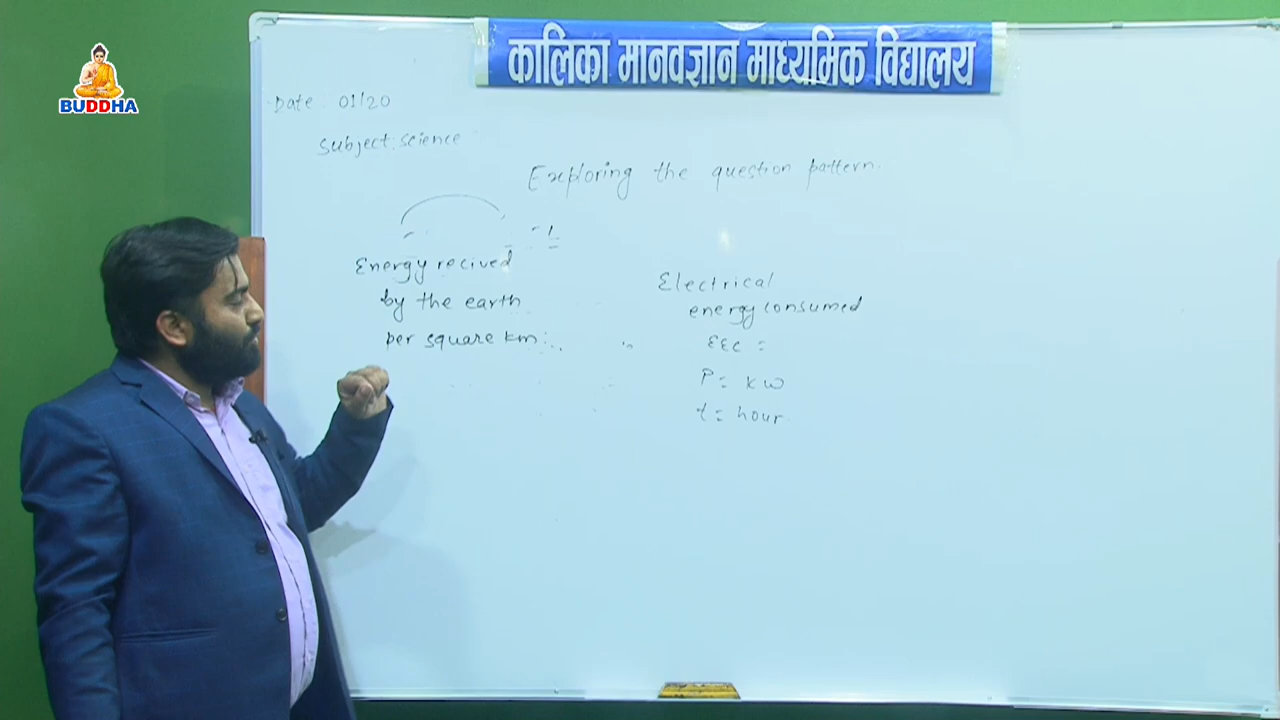 BUDDHA
कालिका मानवज्ञान माध्यमिक विद्यालय
Date: 01/20
Subject: science
Exploring the question pattern.
Energy recived
by the earth
per square km:
Electrical
energy consumed
EEC =
P = kw
t = hour.